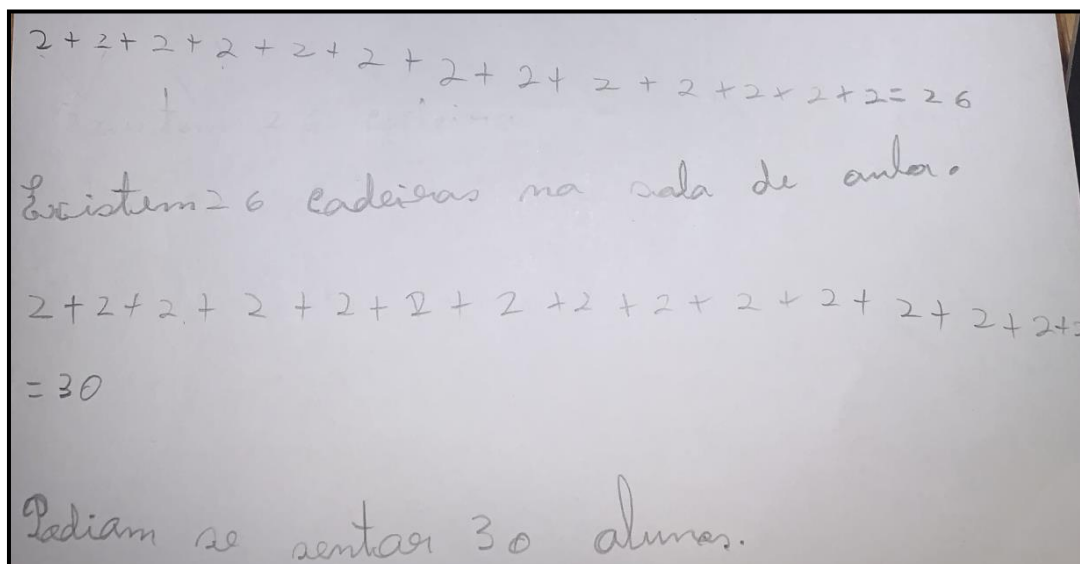 2 + 2 + 2 + 2 + 2 + 2 + 2 + 2 + 2 + 2 + 2 + 2 + 2 = 26
Existem 26 cadeiras na sala de aula.
2 + 2 + 2 + 2 + 2 + 2 + 2 + 2 + 2 + 2 + 2 + 2 + 2 + 2 + 2
= 30
Podiam se sentar 30 alunos.